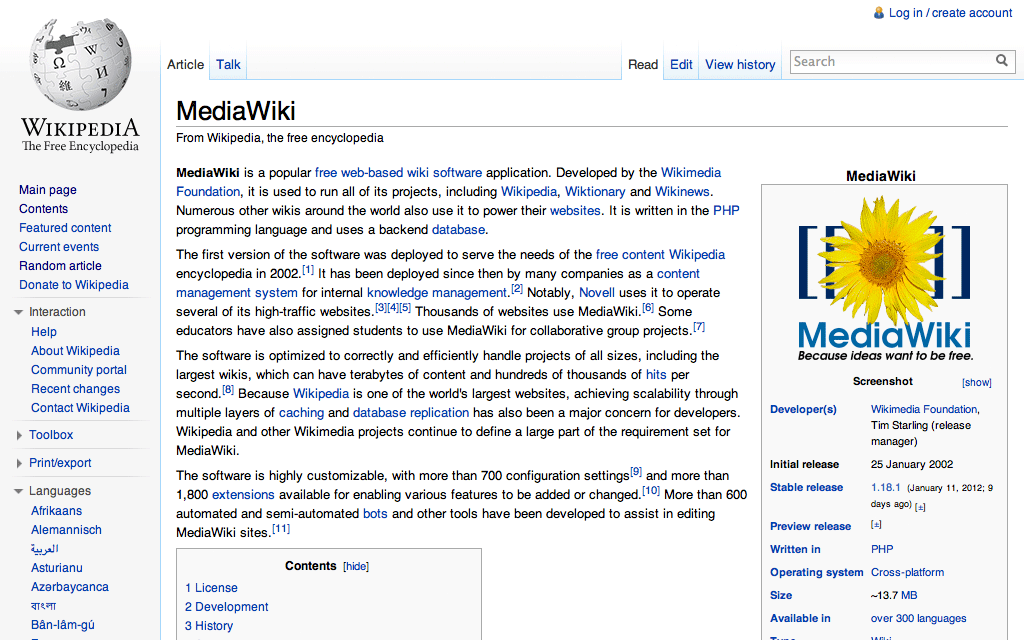 Log in / create account
WIKIPEDIA
The Free Encyclopedia
Main page
Contents
Featured content
Current events
Random article
Donate to Wikipedia
Interaction
Help
About Wikipedia
Community portal
Recent changes
Contact Wikipedia
Toolbox
Print/export
Languages
Afrikaans
Alemannisch
العربية
Asturianu
Azərbaycanca
বাংলা
Bân-lâm-gú
Article
Talk
Read
Edit
View history
Search
MediaWiki
From Wikipedia, the free encyclopedia
MediaWiki is a popular free web-based wiki software application. Developed by the Wikimedia
Foundation, it is used to run all of its projects, including Wikipedia, Wiktionary and Wikinews.
Numerous other wikis around the world also use it to power their websites. It is written in the PHP
programming language and uses a backend database.
The first version of the software was deployed to serve the needs of the free content Wikipedia
encyclopedia in 2002.[1] It has been deployed since then by many companies as a content
management system for internal knowledge management.[2] Notably, Novell uses it to operate
several of its high-traffic websites.[3][4][5] Thousands of websites use MediaWiki.[6] Some
educators have also assigned students to use MediaWiki for collaborative group projects.[7]
The software is optimized to correctly and efficiently handle projects of all sizes, including the
largest wikis, which can have terabytes of content and hundreds of thousands of hits per
second.[8] Because Wikipedia is one of the world's largest websites, achieving scalability through
multiple layers of caching and database replication has also been a major concern for developers.
Wikipedia and other Wikimedia projects continue to define a large part of the requirement set for
MediaWiki.
The software is highly customizable, with more than 700 configuration settings[9] and more than
1,800 extensions available for enabling various features to be added or changed.[10] More than 600
automated and semi-automated bots and other tools have been developed to assist in editing
MediaWiki sites.[11]
Contents [hide]
1 License
2 Development
3 History
MediaWiki
MediaWiki
Because ideas want to be free.
Screenshot [show]
Developer(s) Wikimedia Foundation,
Tim Starling (release
manager)
Initial release 25 January 2002
Stable release 1.18.1 (January 11, 2012; 9
days ago) [±]
Preview release [±]
Written in PHP
Operating system Cross-platform
Size ~13.7 MB
Available in over 300 languages
Type Wiki